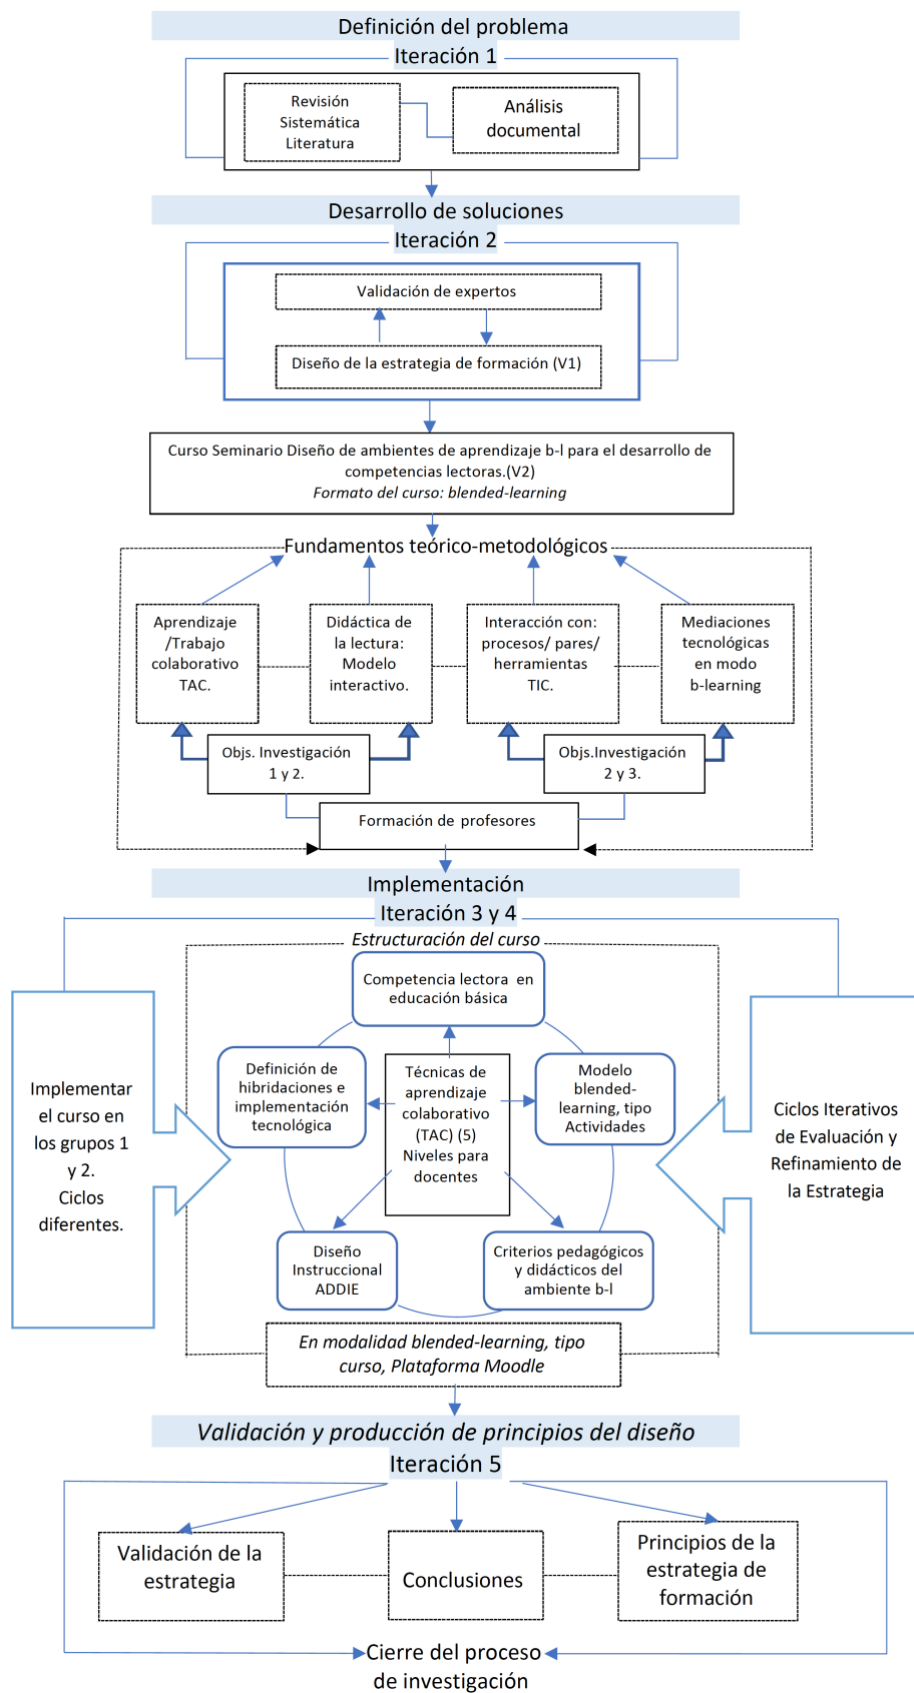 Definición del problema
Iteración 1
Revisión
Sistemática
Literatura
Análisis
documental
Desarrollo de soluciones
Iteración 2
Validación de expertos
Diseño de la estrategia de formación (V1)
Curso Seminario Diseño de ambientes de aprendizaje b-l para el desarrollo de
competencias lectoras.(V2)
Formato del curso: blended-learning
Fundamentos teórico-metodológicos
Aprendizaje
/Trabajo
colaborativo
TAC.
Didáctica de
la lectura:
Modelo
interactivo.
Interacción con:
procesos/ pares/
herramientas
TIC.
Mediaciones
tecnológicas
en modo
b-learning
Objs. Investigación
1 y 2.
Objs.Investigación
2 y 3.
Formación de profesores
Implementación
Iteración 3 y 4
Estructuración del curso
Competencia lectora en
educación básica
Definición de
hibridaciones e
implementación
tecnológica
Técnicas de
aprendizaje
colaborativo
(TAC) (5)
Niveles para
docentes
Modelo
blended-
learning, tipo
Actividades
Implementar
el curso en
los grupos 1
y 2.
Ciclos
diferentes.
Ciclos Iterativos
de Evaluación y
Refinamiento de
la Estrategia
Diseño
Instruccional
ADDIE
Criterios pedagógicos
y didácticos del
ambiente b-l
En modalidad blended-learning, tipo
curso, Plataforma Moodle
Validación y producción de principios del diseño
Iteración 5
Validación de la
estrategia
Conclusiones
Principios de la
estrategia de
formación
Cierre del proceso
de investigación